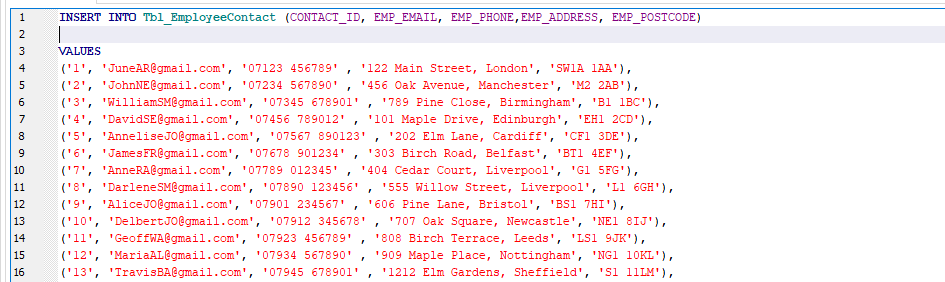 1 INSERT INTO Tbl_EmployeeContact (CONTACT_ID, EMP_EMAIL, EMP_PHONE,EMP_ADDRESS, EMP_POSTCODE)
2
3 VALUES
4 ('1', 'JuneAR@gmail.com', '07123 456789' , '122 Main Street, London', 'SW1A 1AA'),
5 ('2', 'JohnNE@gmail.com', '07234 567890' , '456 Oak Avenue, Manchester', 'M2 2AB'),
6 ('3', 'WilliamSM@gmail.com', '07345 678901' , '789 Pine Close, Birmingham', 'B1 1BC'),
7 ('4', 'DavidSE@gmail.com', '07456 789012' , '101 Maple Drive, Edinburgh', 'EH1 2CD'),
8 ('5', 'AnneliseJO@gmail.com', '07567 890123' , '202 Elm Lane, Cardiff', 'CF1 3DE'),
9 ('6', 'JamesFR@gmail.com', '07678 901234' , '303 Birch Road, Belfast', 'BT1 4EF'),
10 ('7', 'AnneRA@gmail.com', '07789 012345' , '404 Cedar Court, Liverpool', 'G1 5FG'),
11 ('8', 'DarleneSM@gmail.com', '07890 123456' , '555 Willow Street, Liverpool', 'L1 6GH'),
12 ('9', 'AliceJO@gmail.com', '07901 234567' , '606 Pine Lane, Bristol', 'BS1 7HI'),
13 ('10', 'DelbertJO@gmail.com', '07912 345678' , '707 Oak Square, Newcastle', 'NE1 8IJ'),
14 ('11', 'GeoffWA@gmail.com', '07923 456789' , '808 Birch Terrace, Leeds', 'LS1 9JK'),
15 ('12', 'MariaAL@gmail.com', '07934 567890' , '909 Maple Place, Nottingham', 'NG1 10KL'),
16 ('13', 'TravisBA@gmail.com', '07945 678901' , '1212 Elm Gardens, Sheffield', 'S1 11LM'),